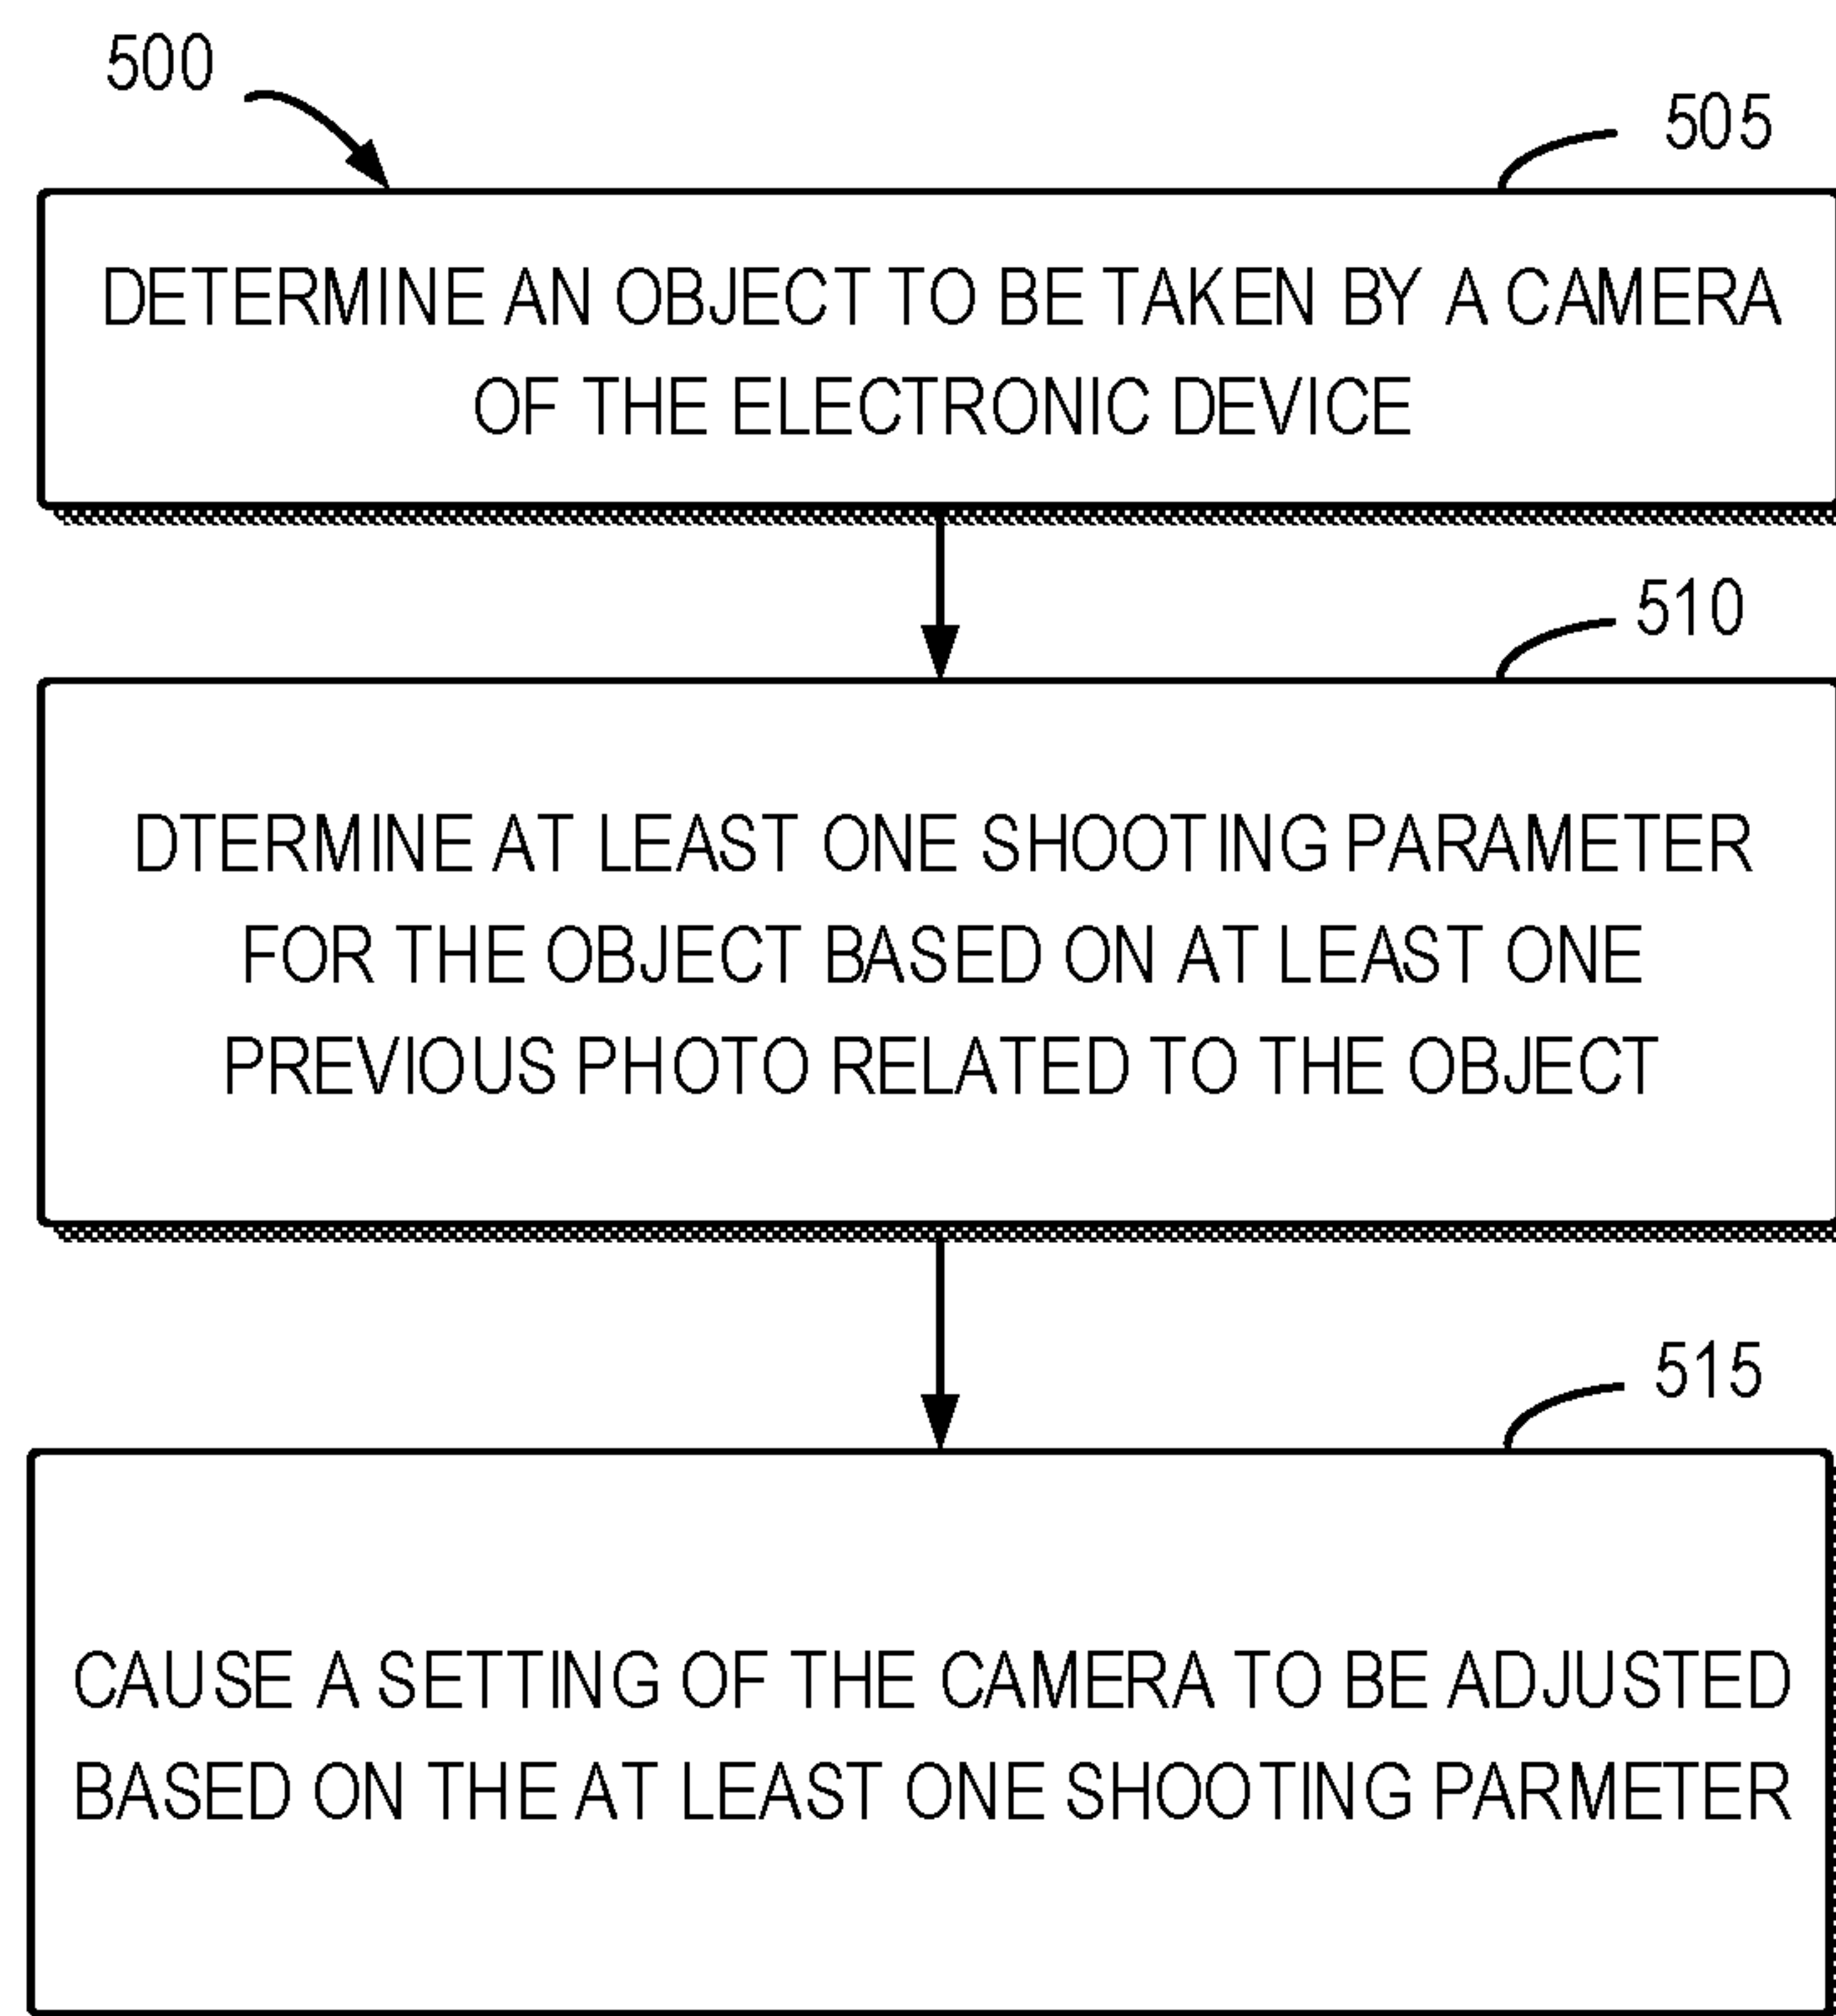 500
505
DETERMINE AN OBJECT TO BE TAKEN BY A CAMERA
OF THE ELECTRONIC DEVICE
510
DTERMINE AT LEAST ONE SHOOTING PARAMETER
FOR THE OBJECT BASED ON AT LEAST ONE
PREVIOUS PHOTO RELATED TO THE OBJECT
515
CAUSE A SETTING OF THE CAMERA TO BE ADJUSTED
BASED ON THE AT LEAST ONE SHOOTING PARMETER